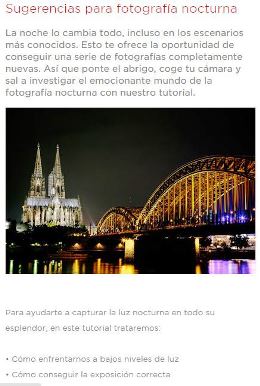 Sugerencias para fotografía nocturna
La noche lo cambia todo, incluso en los escenarios
más conocidos. Esto te ofrece la oportunidad de
conseguir una serie de fotografías completamente
nuevas. Así que ponte el abrigo, coge tu cámara y
sal a investigar el emocionante mundo de la
fotografía nocturna con nuestro tutorial.
Para ayudarte a capturar la luz nocturna en todo su
esplendor, en este tutorial trataremos:
• Cómo enfrentarnos a bajos niveles de luz
• Cómo conseguir la exposición correcta